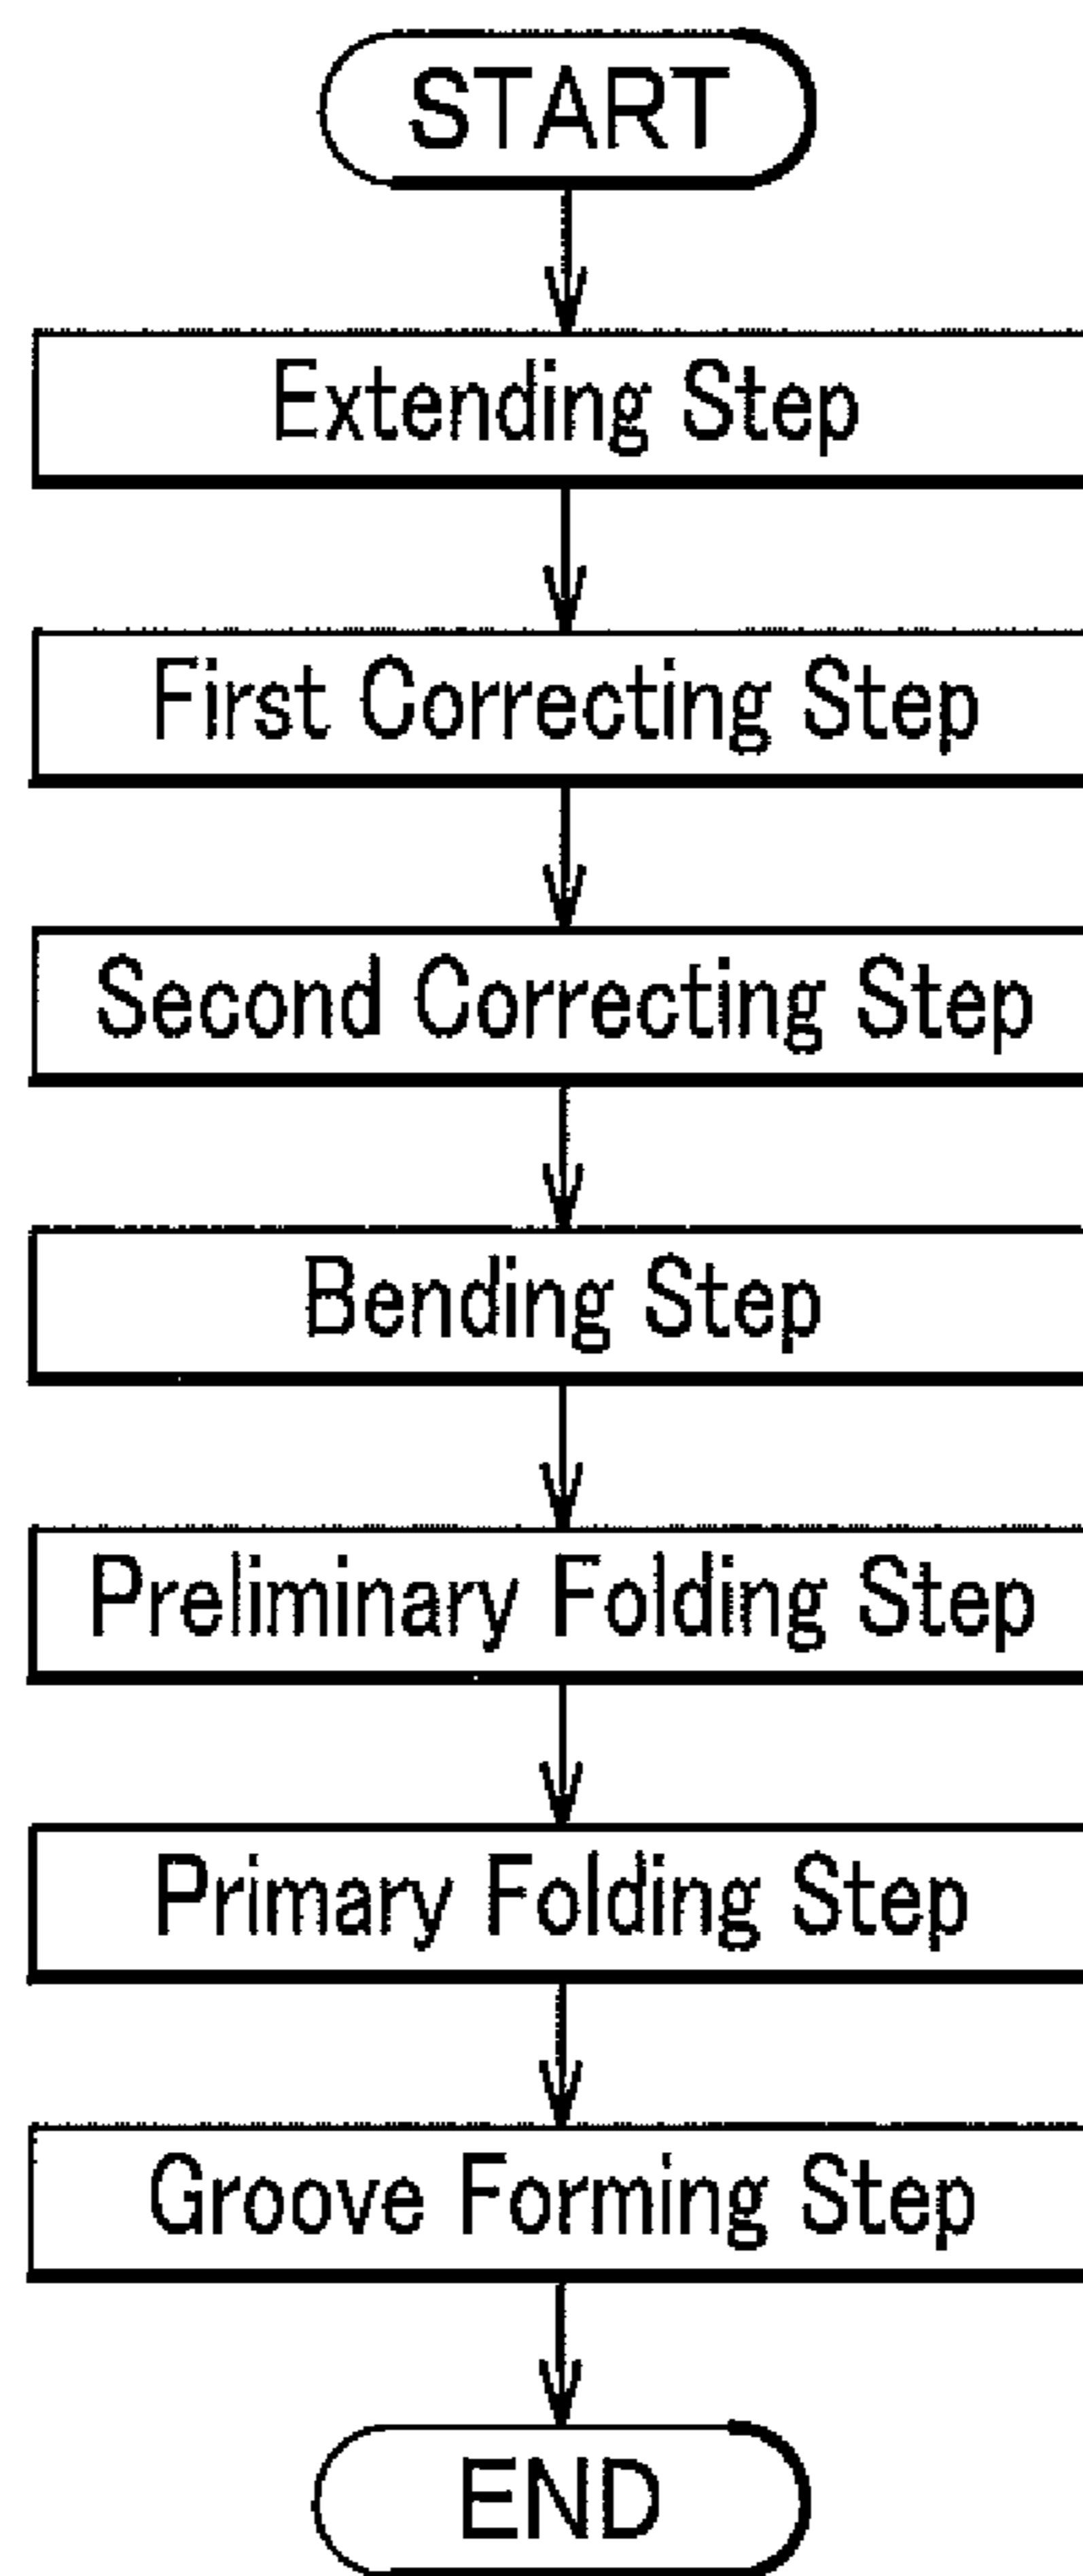 START
Extending Step
First Correcting Step
Second Correcting Step
Bending Step
Preliminary Folding Step
Primary Folding Step
Groove Forming Step
END